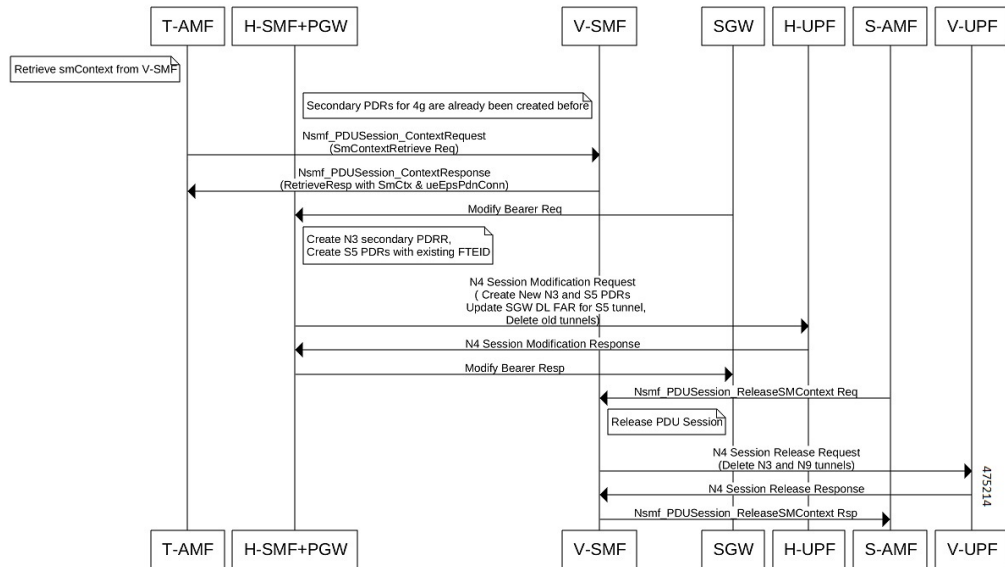 T-AMF
H-SMF+PGW
V-SMF
SGW
H-UPF
S-AMF
V-UPF
Retrieve smContext from V-SMF
Secondary PDRs for 4g are already been created before
Nsmf_PDUSession_ContextRequest
(SmContextRetrieve Req)
Nsmf_PDUSession_ContextResponse
(RetrieveResp with SmCtx & ueEpsPdnConn)
Modify Bearer Req
Create N3 secondary PDRR,
Create S5 PDRs with existing FTEID
N4 Session Modification Request
( Create New N3 and S5 PDRs
Update SGW DL FAR for S5 tunnel,
Delete old tunnels)
N4 Session Modification Response
Modify Bearer Resp
Nsmf_PDUSession_ReleaseSMContext Req
Release PDU Session
N4 Session Release Request
(Delete N3 and N9 tunnels)
N4 Session Release Response
Nsmf_PDUSession_ReleaseSMContext Rsp
475214
T-AMF
H-SMF+PGW
V-SMF
SGW
H-UPF
S-AMF
V-UPF